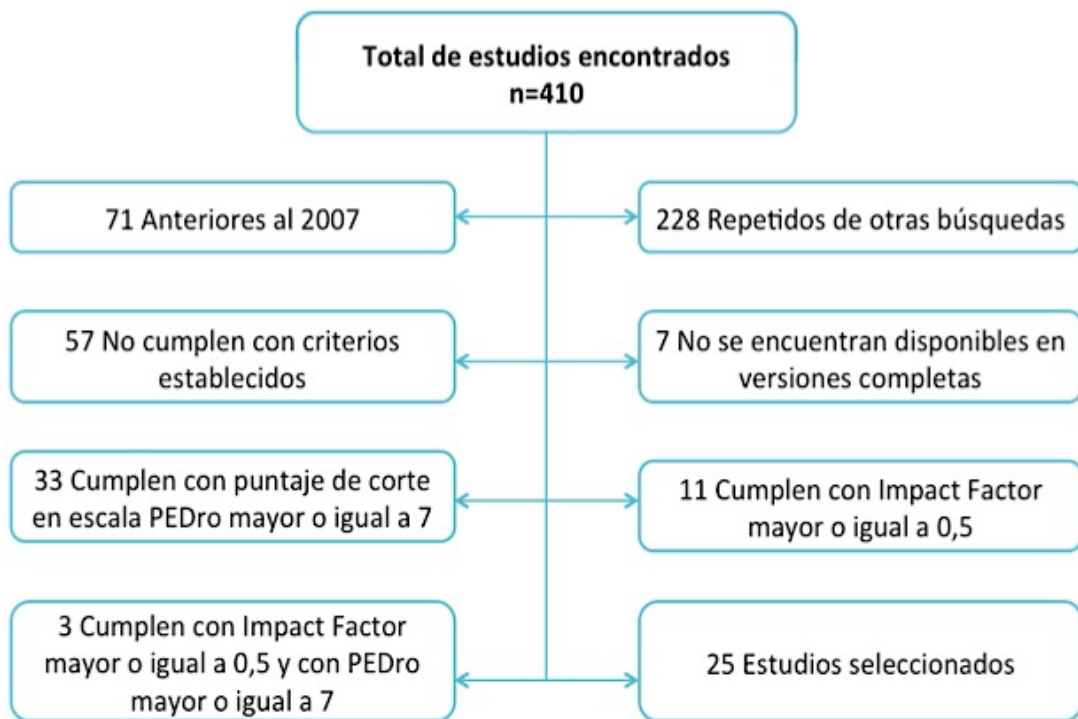 Total de estudios encontrados
n=410
71 Anteriores al 2007
228 Repetidos de otras búsquedas
57 No cumplen con criterios
establecidos
7 No se encuentran disponibles en
versiones completas
33 Cumplen con puntaje de corte
en escala PEDro mayor o igual a 7
11 Cumplen con Impact Factor
mayor o igual a 0,5
3 Cumplen con Impact Factor
mayor o igual a 0,5 y con PEDro
mayor o igual a 7
25 Estudios seleccionados